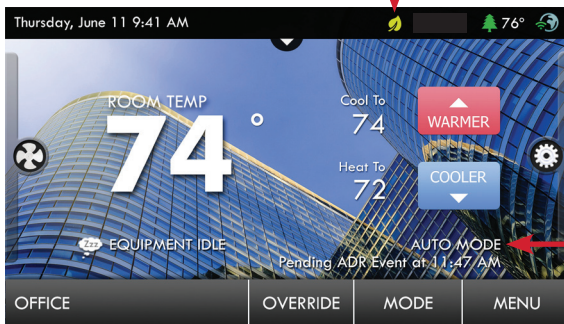 Thursday, June 11 9:41 AM
76°
ROOM TEMP
74°
Cool To
74
WARMER
Heat To
72
COOLER
Zzz
EQUIPMENT IDLE
AUTO MODE
Pending ADR Event at 11:47 AM
OFFICE
OVERRIDE
MODE
MENU